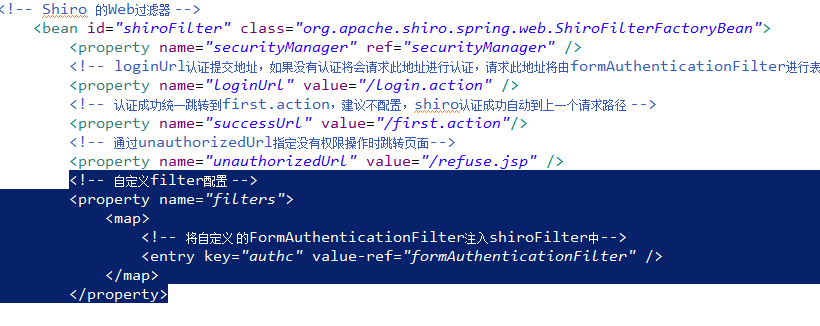 <!-- Shiro 的Web过滤器 -->
<bean id="shiroFilter" class="org.apache.shiro.spring.web.ShiroFilterFactoryBean">
<property name="securityManager" ref="securityManager" />
<!-- loginUrl认证提交地址，如果没有认证将会请求此地址进行认证，请求此地址将由formAuthenticationFilter进行表
<property name="loginUrl" value="/login.action" />
<!-- 认证成功统一跳转到first.action，建议不配置，shiro认证成功自动到上一个请求路径 -->
<property name="successUrl" value="/first.action"/>
<!-- 通过unauthorizedUrl指定没有权限操作时跳转页面-->
<property name="unauthorizedUrl" value="/refuse.jsp" />
<!-- 自定义filter配置 -->
<property name="filters">
<map>
<!-- 将自定义 的FormAuthenticationFilter注入shiroFilter中-->
<entry key="authc" value-ref="formAuthenticationFilter" />
</map>
</property>